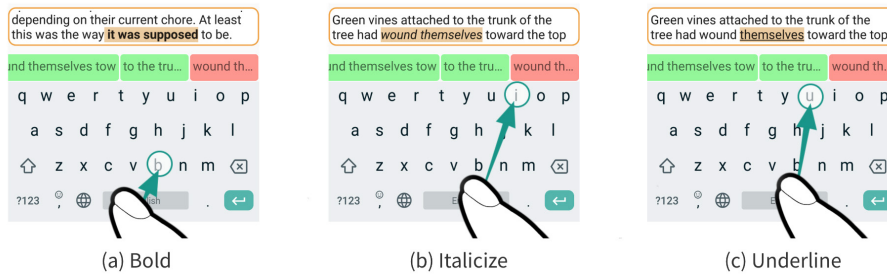 depending on their current chore. At least
this was the way it was supposed to be.
und themselves tow to the tru... wound th...
q w e r t y u i o p
a s d f g h j k l
z x c v b n m
?123 , .
(a) Bold
Green vines attached to the trunk of the
tree had wound themselves toward the top
und themselves tow to the tru... wound th...
q w e r t y u i o p
a s d f g h j k l
z x c v b n m
?123 , .
(b) Italicize
Green vines attached to the trunk of the
tree had wound themselves toward the top
und themselves tow to the tru... wound th...
q w e r t y u i o p
a s d f g h j k l
z x c v b n m
?123 , .
(c) Underline